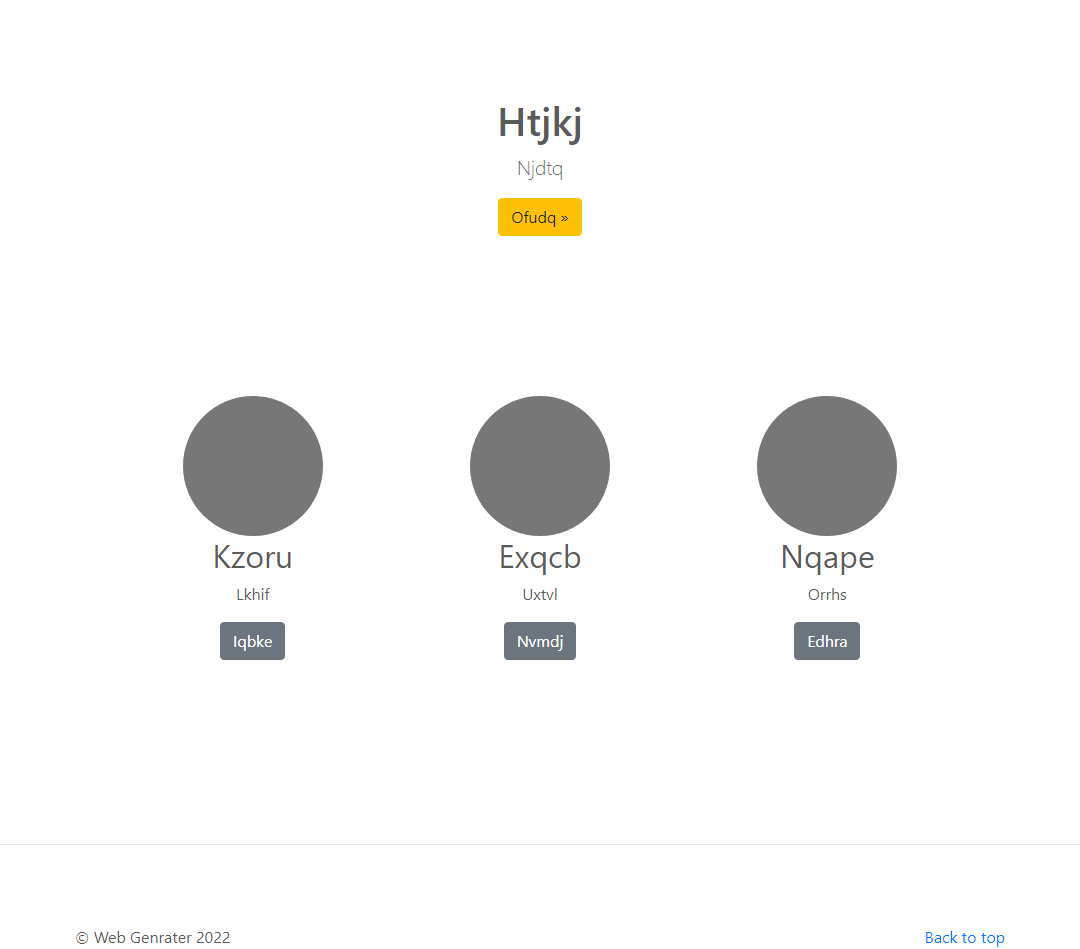 Htjkj
Njdtq
Ofudq »
Kzoru
Exqcb
Nqape
Lkhif
Uxtvl
Orrhs
Iqbke
Nvmdj
Edhra
© Web Genrater 2022
Back to top